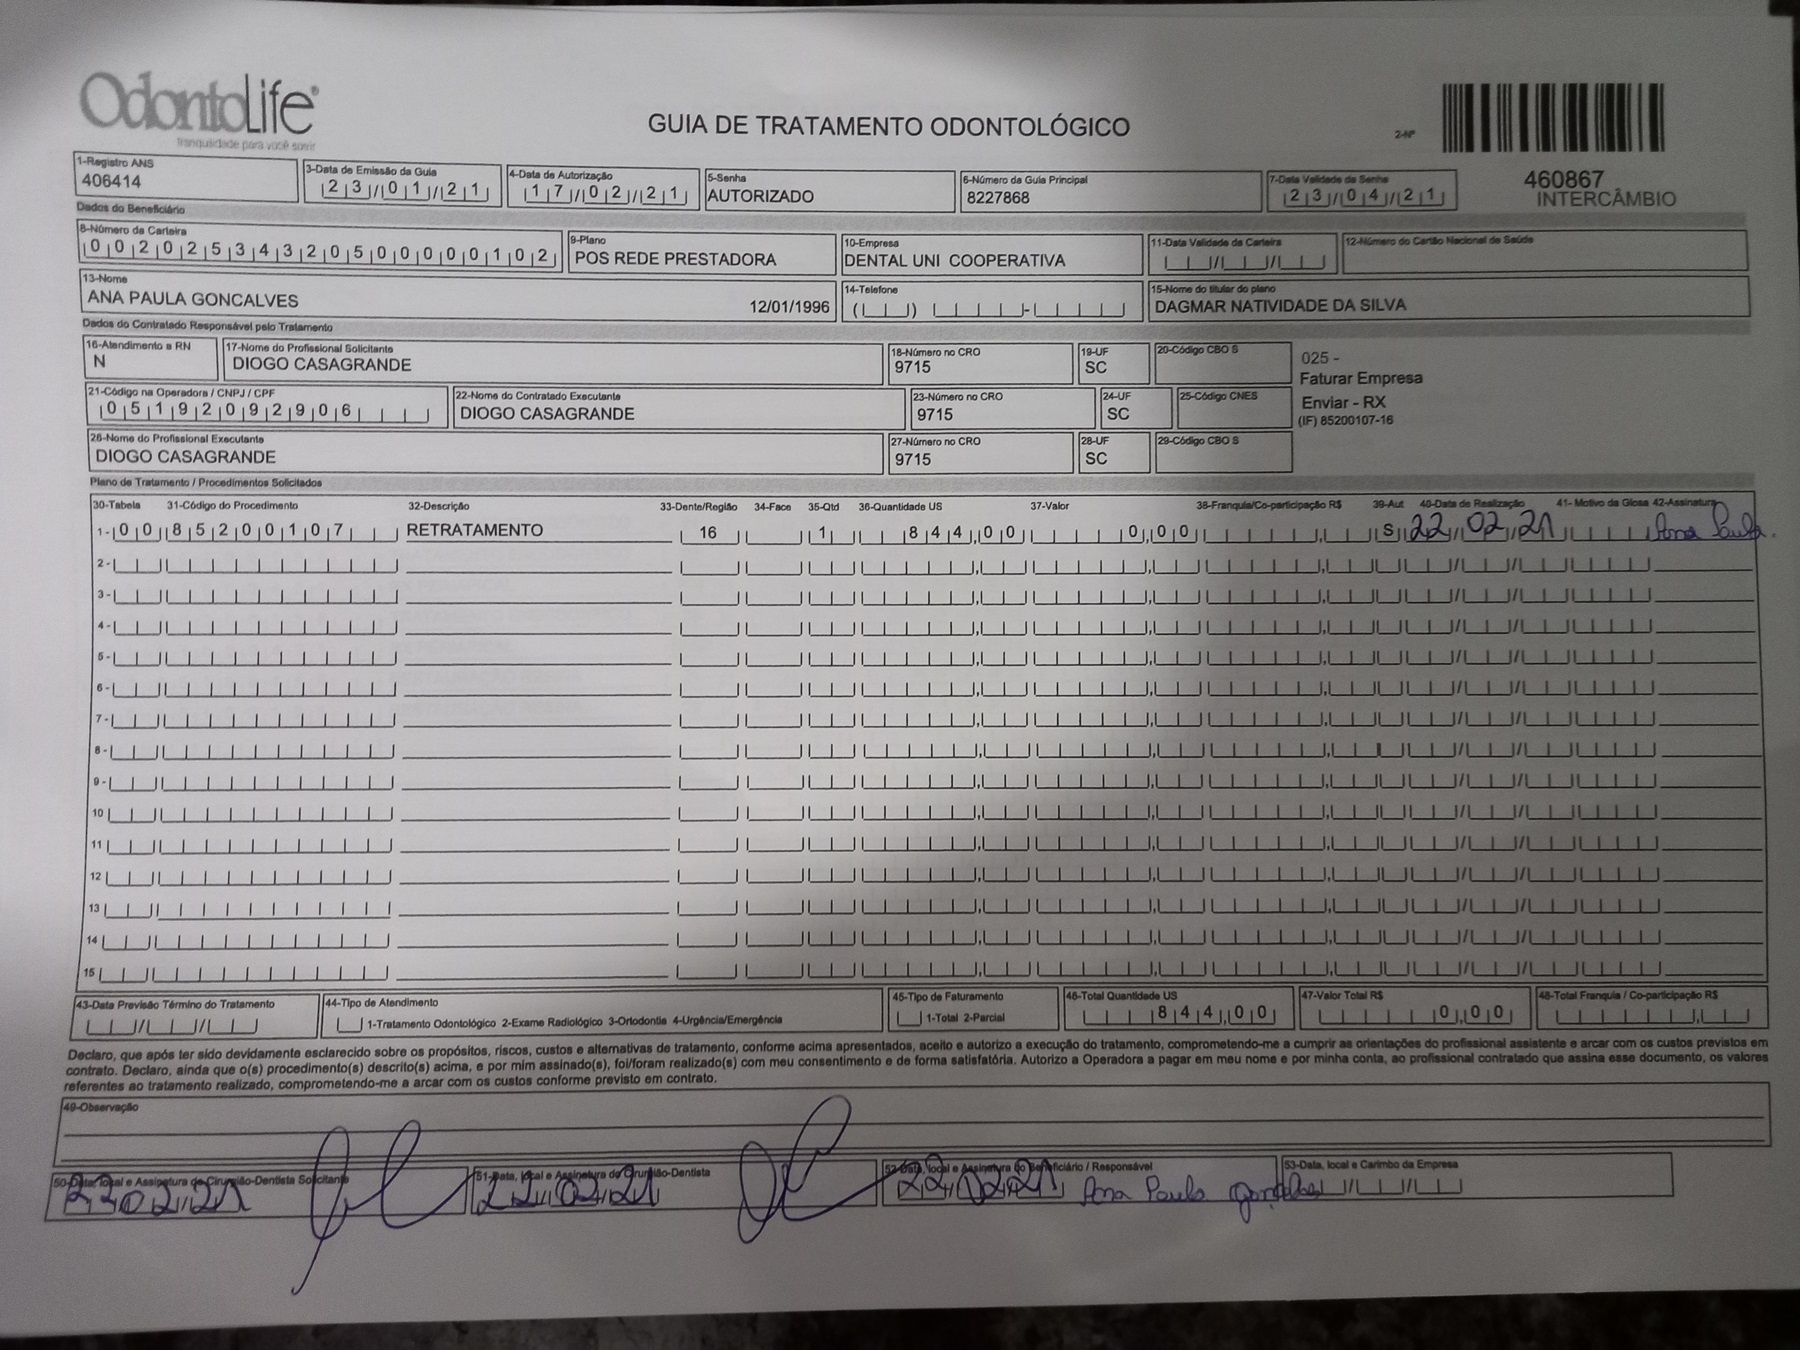 OdontoLife®
tranquilidade para você sorrir
GUIA DE TRATAMENTO ODONTOLÓGICO
2-Nº
460867
INTERCÂMBIO
1-Registro ANS
406414
3-Data de Emissão da Guia
23/01/21
4-Data de Autorização
17/02/21
5-Senha
AUTORIZADO
6-Número da Guia Principal
8227868
7-Data Validade da Senha
23/04/21
Dados do Beneficiário
8-Número da Carteira
00202534320500000102
9-Plano
POS REDE PRESTADORA
10-Empresa
DENTAL UNI COOPERATIVA
11-Data Validade da Carteira
12-Número do Cartão Nacional de Saúde
13-Nome
ANA PAULA GONCALVES 12/01/1996
14-Telefone
15-Nome do titular do plano
DAGMAR NATIVIDADE DA SILVA
Dados do Contratado Responsável pelo Tratamento
16-Atendimento a RN
N
17-Nome do Profissional Solicitante
DIOGO CASAGRANDE
18-Número no CRO
9715
19-UF
SC
20-Código CBO S
025 -
Faturar Empresa
Enviar - RX
(IF) 85200107-16
21-Código na Operadora / CNPJ / CPF
05192092906
22-Nome do Contratado Executante
DIOGO CASAGRANDE
23-Número no CRO
9715
24-UF
SC
25-Código CNES
26-Nome do Profissional Executante
DIOGO CASAGRANDE
27-Número no CRO
9715
28-UF
SC
29-Código CBO S
Plano de Tratamento / Procedimentos Solicitados
30-Tabela 31-Código do Procedimento 32-Descrição 33-Dente/Região 34-Face 35-Qtd 36-Quantidade US 37-Valor 38-Franquia/Co-participação R$ 39-Aut 40-Data de Realização 41- Motivo da Glosa 42-Assinatura
1- 00 85200107 RETRATAMENTO 16 1 844,00 0,00 S 22/02/21 Ana Paula.
2-
3-
4-
5-
6-
7-
8-
9-
10
11
12
13
14
15
43-Data Previsão Término do Tratamento
44-Tipo de Atendimento
1-Tratamento Odontológico 2-Exame Radiológico 3-Ortodontia 4-Urgência/Emergência
45-Tipo de Faturamento
1-Total 2-Parcial
46-Total Quantidade US
844,00
47-Valor Total R$
0,00
48-Total Franquia / Co-participação R$
Declaro, que após ter sido devidamente esclarecido sobre os propósitos, riscos, custos e alternativas de tratamento, conforme acima apresentados, aceito e autorizo a execução do tratamento, comprometendo-me a cumprir as orientações do profissional assistente e arcar com os custos previstos em
contrato. Declaro, ainda que o(s) procedimento(s) descrito(s) acima, e por mim assinado(s), foi/foram realizado(s) com meu consentimento e de forma satisfatória. Autorizo a Operadora a pagar em meu nome e por minha conta, ao profissional contratado que assina esse documento, os valores
referentes ao tratamento realizado, comprometendo-me a arcar com os custos conforme previsto em contrato.
49-Observação
50-Data, local e Assinatura do Cirurgião-Dentista Solicitante
22/02/21
51-Data, local e Assinatura do Cirurgião-Dentista
22/02/21
52-Data, local e Assinatura do Beneficiário / Responsável
22/02/21 Ana Paula Gonçalves
53-Data, local e Carimbo da Empresa